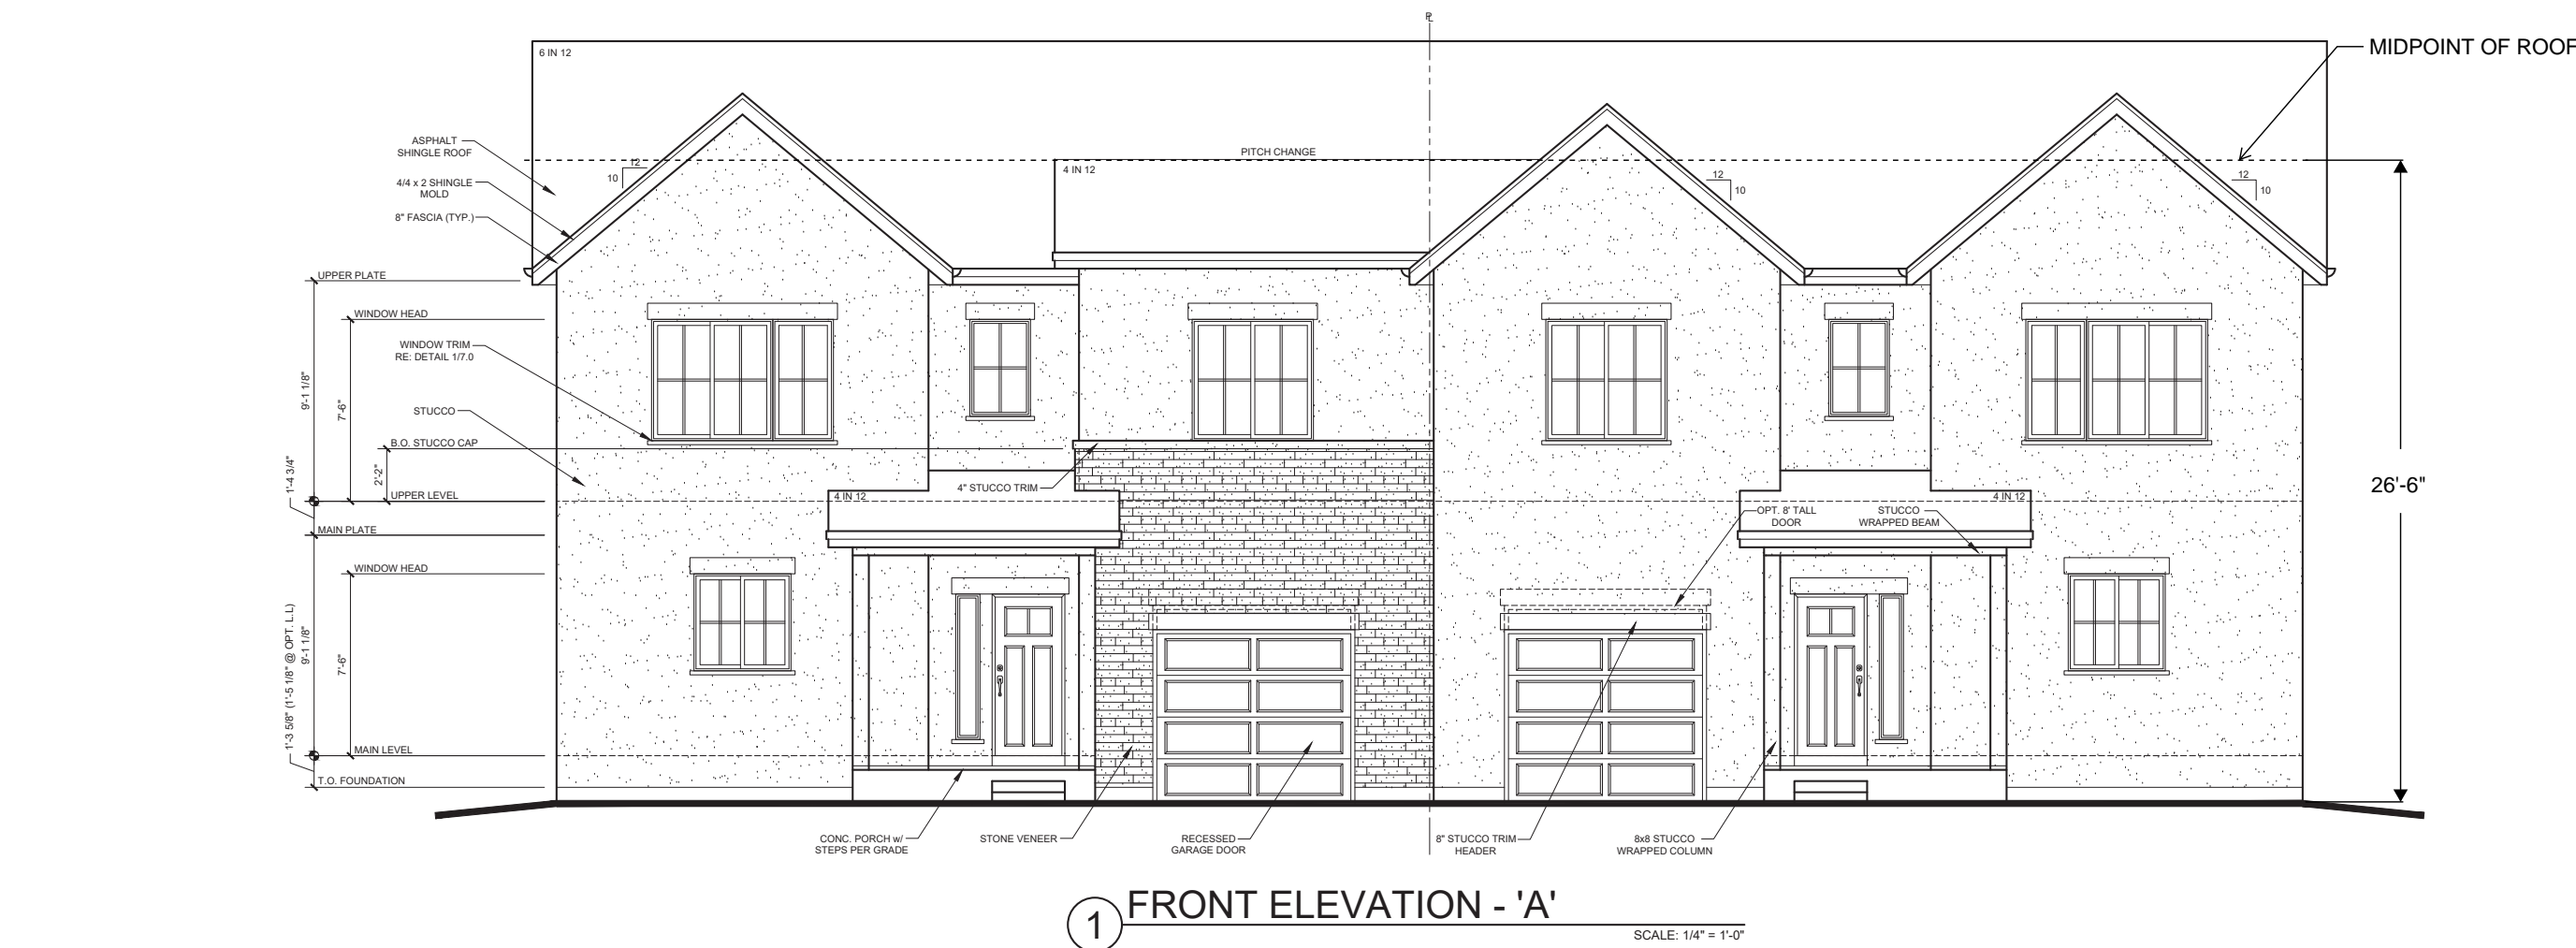 PL
6 IN 12
MIDPOINT OF ROOF
ASPHALT
SHINGLE ROOF
PITCH CHANGE
12
10
4 IN 12
12
10
12
10
4/4 x 2 SHINGLE
MOLD
8" FASCIA (TYP.)
UPPER PLATE
WINDOW HEAD
WINDOW TRIM
RE: DETAIL 1/7.0
9'-1 1/8"
7'-6"
STUCCO
B.O. STUCCO CAP
1'-4 3/4"
2'-2"
UPPER LEVEL
4" STUCCO TRIM
4 IN 12
4 IN 12
26'-6"
OPT. 8' TALL
DOOR
STUCCO
WRAPPED BEAM
MAIN PLATE
WINDOW HEAD
1'-3 5/8" (1'-5 1/8" @ OPT. L.L)
9'-1 1/8"
7'-6"
MAIN LEVEL
T.O. FOUNDATION
CONC. PORCH w/
STEPS PER GRADE
STONE VENEER
RECESSED
GARAGE DOOR
8" STUCCO TRIM
HEADER
8x8 STUCCO
WRAPPED COLUMN
1
FRONT ELEVATION - 'A'
SCALE: 1/4" = 1'-0"